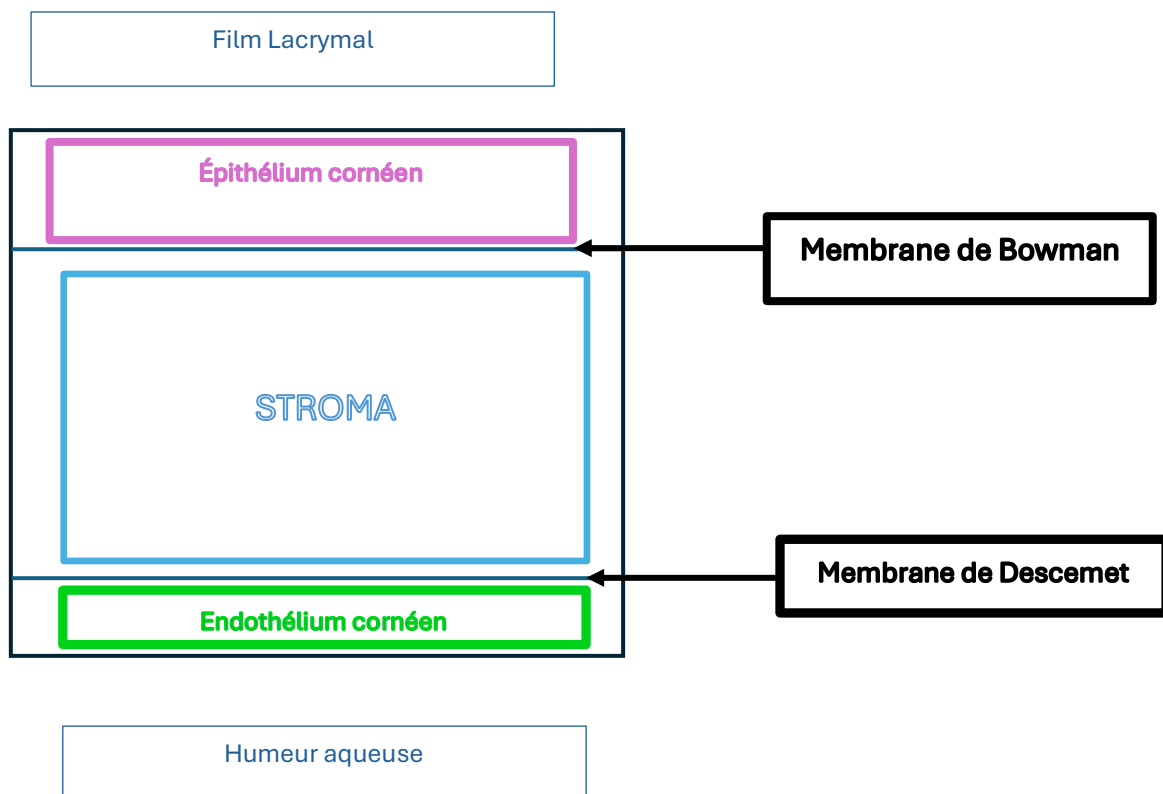 Film Lacrymal
Épithélium cornéen
Membrane de Bowman
STROMA
Membrane de Descemet
Endothélium cornéen
Humeur aqueuse